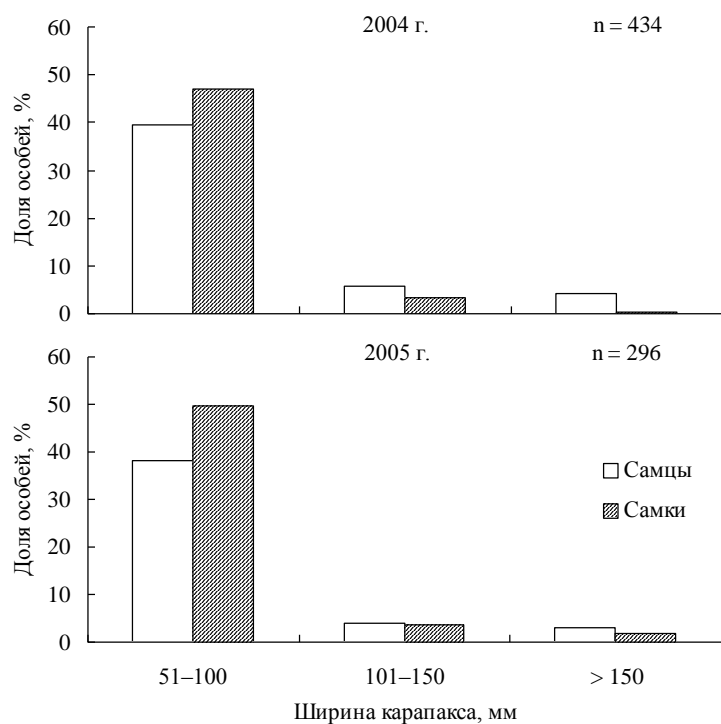 2004 г. n = 434
Доля особей, %
60
50
40
30
20
10
0
2005 г. n = 296
Доля особей, %
60
50
40
30
20
10
0
Самцы
Самки
51–100 101–150 > 150
Ширина карапакса, мм